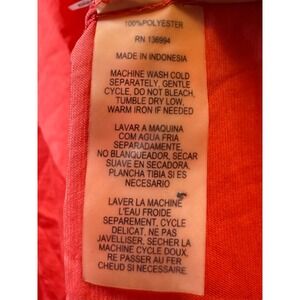 100%POLYESTER
RN 136994
MADE IN INDONESIA
MACHINE WASH COLD
SEPARATELY, GENTLE
CYCLE, DO NOT BLEACH,
TUMBLE DRY LOW,
WARM IRON IF NEEDED
LAVAR A MAQUINA
COM AGUA FRIA
SEPARADAMENTE,
NO BLANQUEADOR, SECAR
SUAVE EN SECADORA,
PLANCHA TIBIA SI ES
NECESARIO
LAVER LA MACHINE
L'EAU FROIDE
SEPAREMENT, CYCLE
DELICAT, NE PAS
JAVELLISER, SECHER LA
MACHINE CYCLE DOUX,
RE PASSER AU FER
CHEUD SI NECESSAIRE